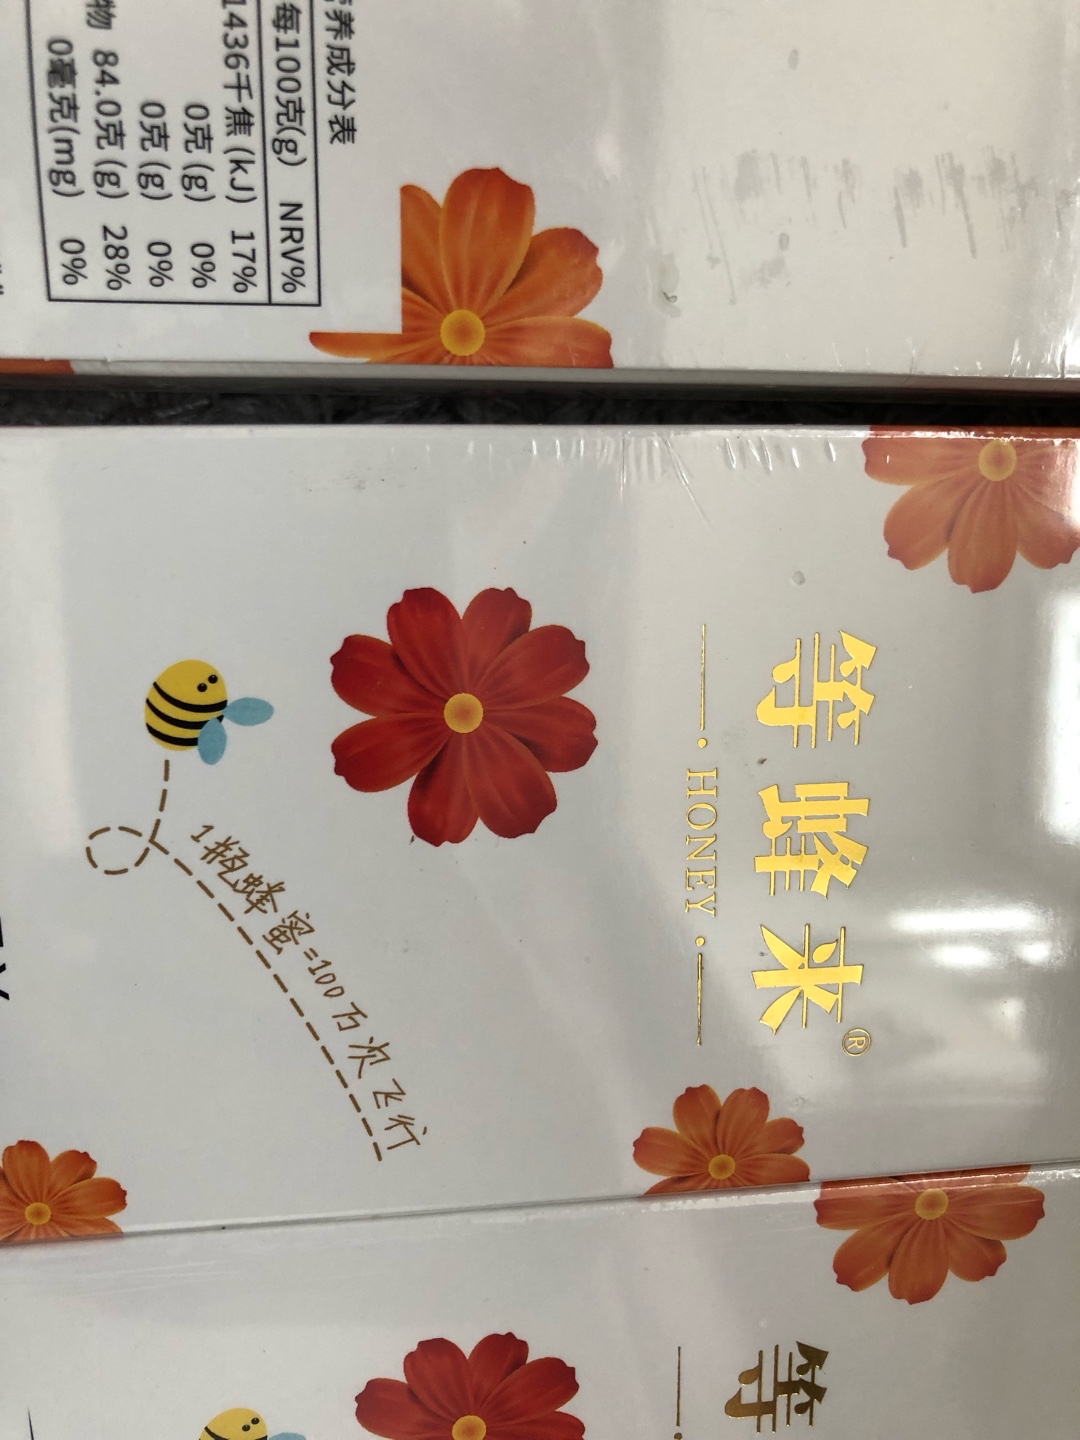 养成分表
每100克(g) NRV%
1436千焦(kJ) 17%
0克(g) 0%
0克(g) 0%
物 84.0克(g) 28%
0毫克(mg) 0%
等蜂来®
· HONEY ·
1瓶蜂蜜=100万次飞行
等